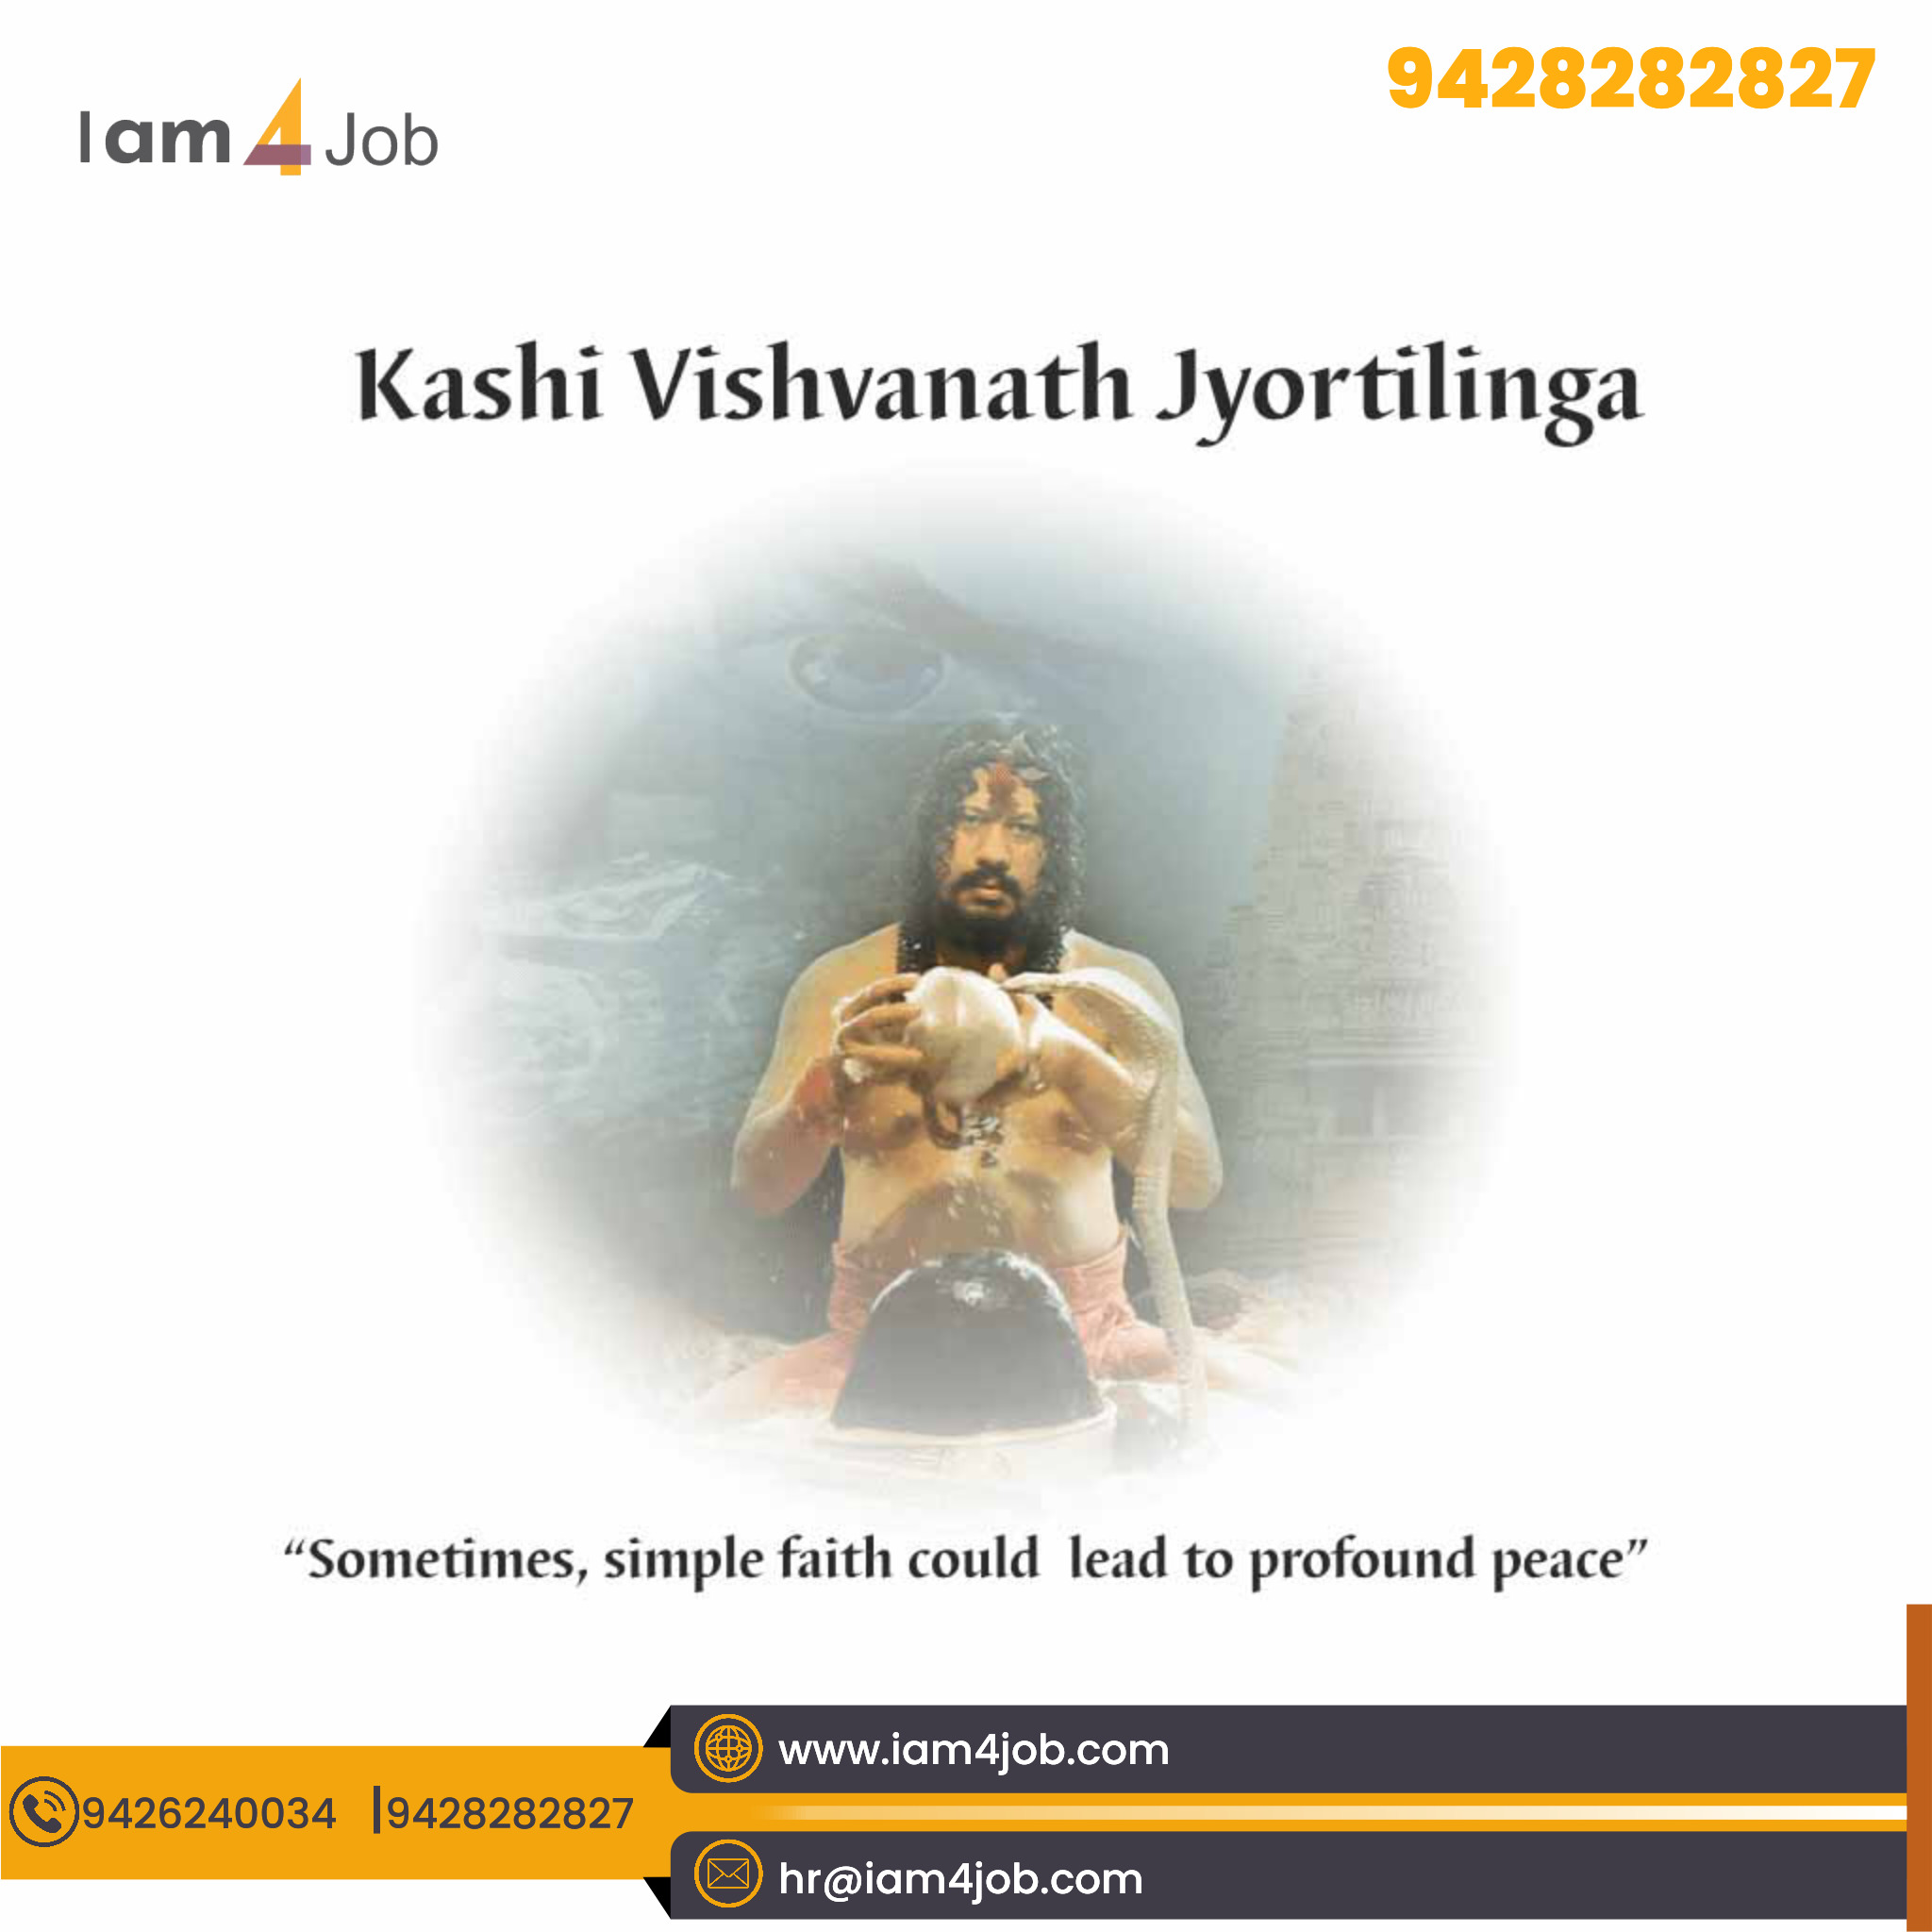 9428282827
I am 4 Job
Kashi Vishvanath Jyortilinga
“Sometimes, simple faith could lead to profound peace”
www.iam4job.com
9426240034 |9428282827
hr@iam4job.com